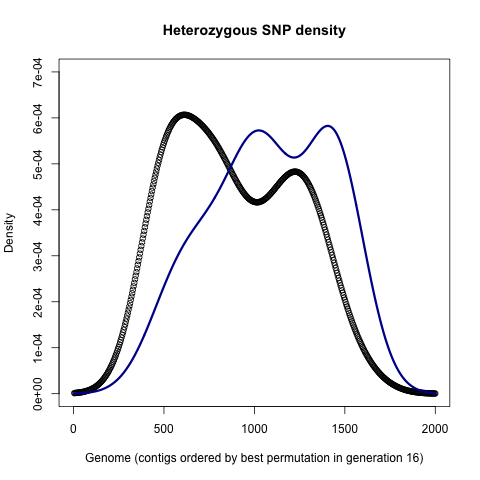 Heterozygous SNP density
7e-04
6e-04
5e-04
4e-04
3e-04
2e-04
1e-04
0e+00
Density
0 500 1000 1500 2000
Genome (contigs ordered by best permutation in generation 16)